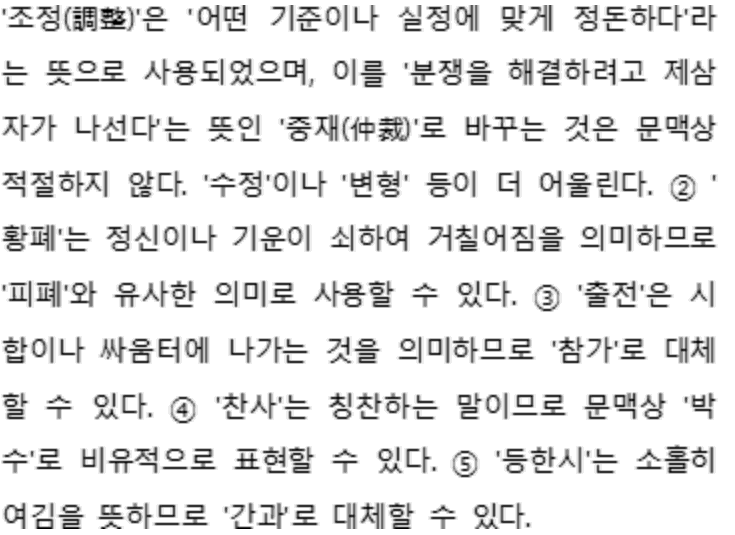 '조정(調整)'은 '어떤 기준이나 실정에 맞게 정돈하다'라
는 뜻으로 사용되었으며, 이를 '분쟁을 해결하려고 제삼
자가 나선다'는 뜻인 '중재(仲裁)'로 바꾸는 것은 문맥상
적절하지 않다. '수정'이나 '변형' 등이 더 어울린다. ② '
황폐'는 정신이나 기운이 쇠하여 거칠어짐을 의미하므로
'피폐'와 유사한 의미로 사용할 수 있다. ③ '출전'은 시
합이나 싸움터에 나가는 것을 의미하므로 '참가'로 대체
할 수 있다. ④ '찬사'는 칭찬하는 말이므로 문맥상 '박
수'로 비유적으로 표현할 수 있다. ⑤ '등한시'는 소홀히
여김을 뜻하므로 '간과'로 대체할 수 있다.